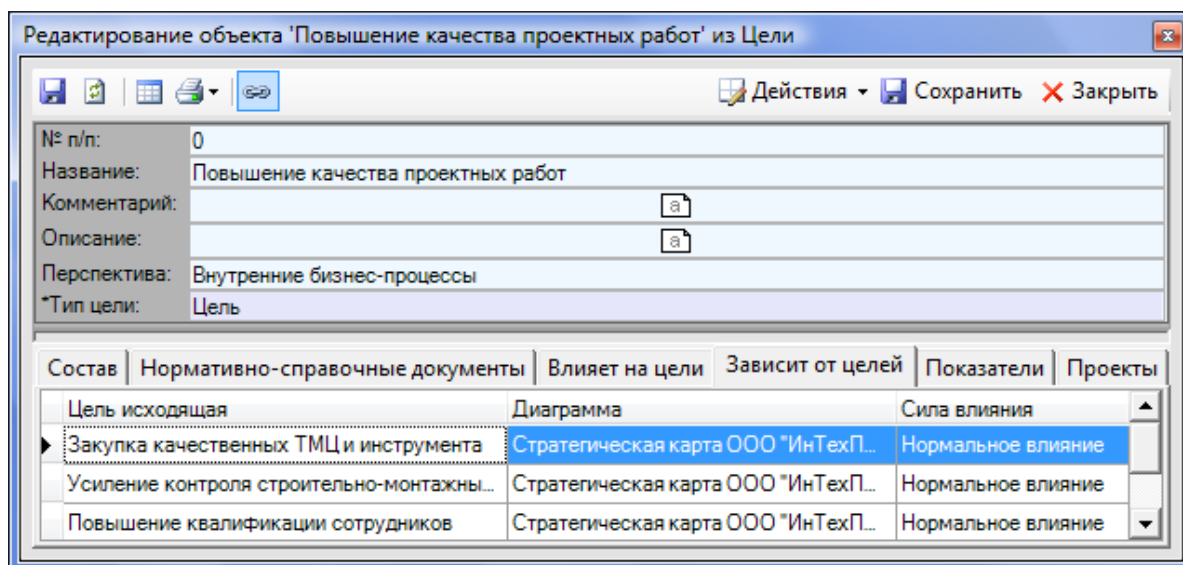 Редактирование объекта 'Повышение качества проектных работ' из Цели
Действия Сохранить Закрыть
№ п/п: 0
Название: Повышение качества проектных работ
Комментарий: a
Описание: a
Перспектива: Внутренние бизнес-процессы
*Тип цели: Цель
Состав Нормативно-справочные документы Влияет на цели Зависит от целей Показатели Проекты
Цель исходящая Диаграмма Сила влияния
Закупка качественных ТМЦ и инструмента Стратегическая карта ООО "ИнТехП... Нормальное влияние
Усиление контроля строительно-монтажны... Стратегическая карта ООО "ИнТехП... Нормальное влияние
Повышение квалификации сотрудников Стратегическая карта ООО "ИнТехП... Нормальное влияние